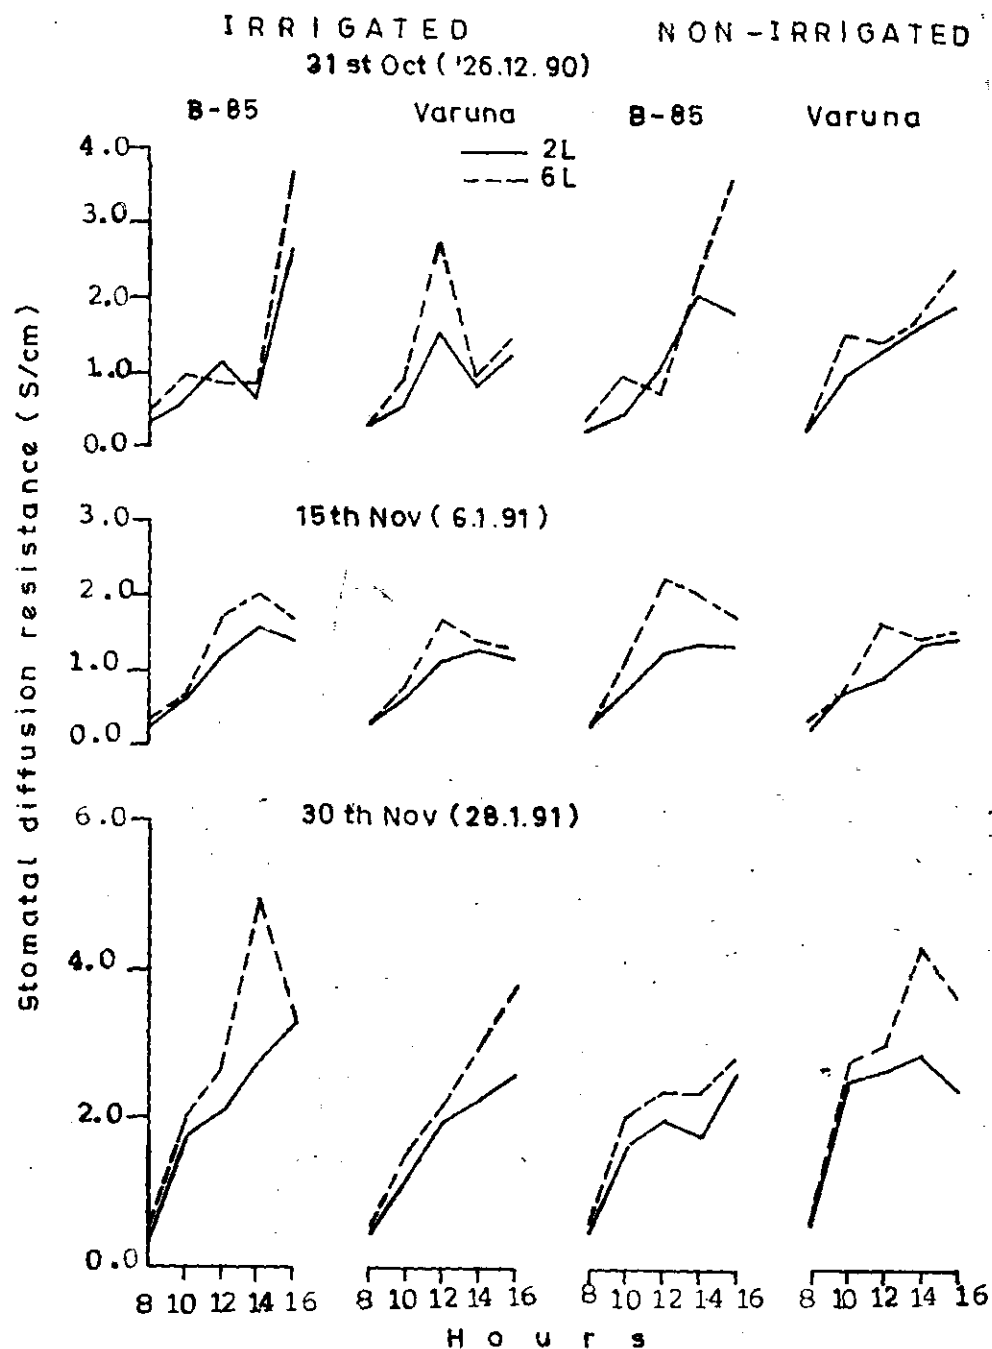 IRRIGATED NON-IRRIGATED
31st Oct ('26.12.90)
B-85 Varuna B-85 Varuna
2L
6L
4.0
3.0
2.0
1.0
0.0
15th Nov (6.1.91)
3.0
2.0
1.0
0.0
30th Nov (28.1.91)
6.0
4.0
2.0
0.0
Stomatal diffusion resistance (S/cm)
8 10 12 14 16 8 10 12 14 16 8 10 12 14 16 8 10 12 14 16
Hours